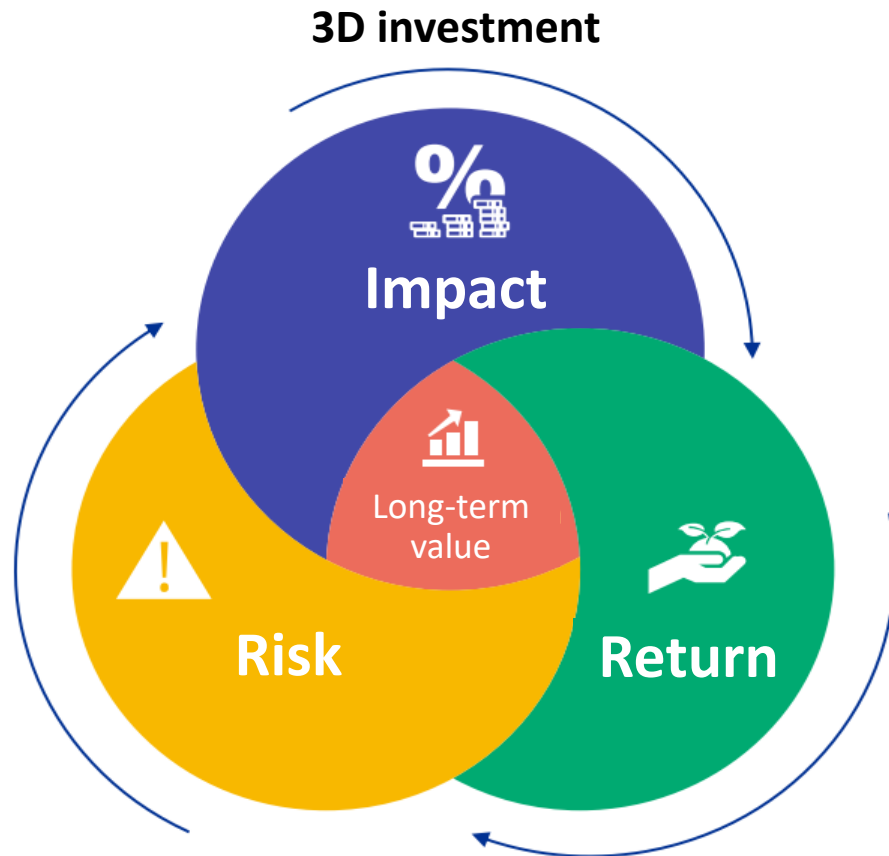 3D investment
%
Impact
Long-term
value
Risk
Return